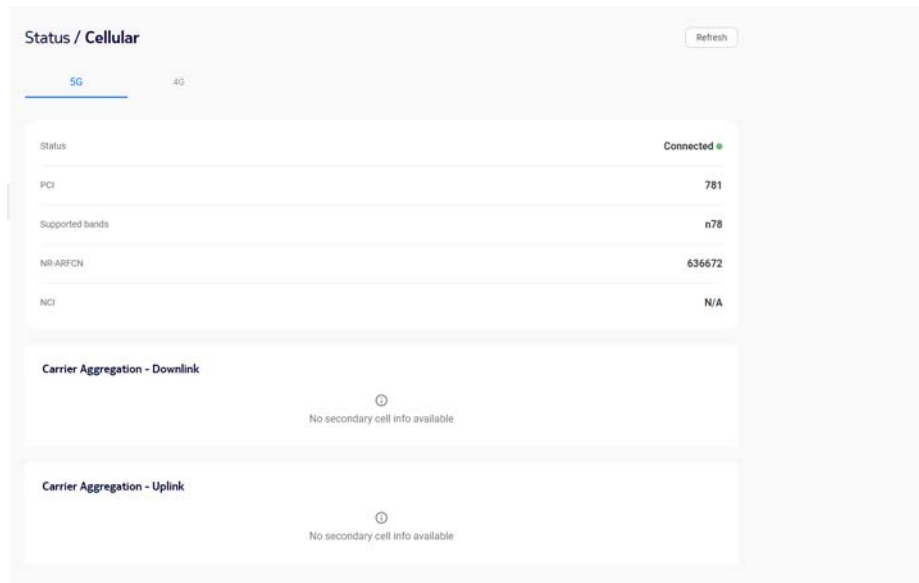 Status / Cellular
Refresh
5G 4G
Status Connected
PCI 781
Supported bands n78
NR-ARFCN 636672
NCI N/A
Carrier Aggregation - Downlink
No secondary cell info available
Carrier Aggregation - Uplink
No secondary cell info available